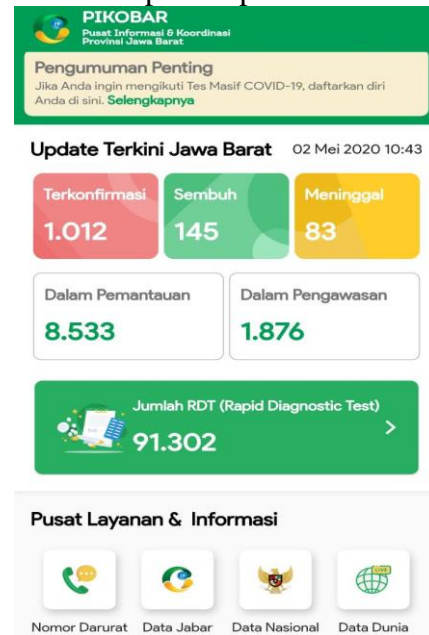 PIKOBAR
Pusat Informasi & Koordinasi
Provinsi Jawa Barat
Pengumuman Penting
Jika Anda ingin mengikuti Tes Masif COVID-19, daftarkan diri
Anda di sini. Selengkapnya
Update Terkini Jawa Barat 02 Mei 2020 10:43
Terkonfirmasi Sembuh Meninggal
1.012 145 83
Dalam Pemantauan Dalam Pengawasan
8.533 1.876
Jumlah RDT (Rapid Diagnostic Test)
91.302
Pusat Layanan & Informasi
LIVE
Nomor Darurat Data Jabar Data Nasional Data Dunia